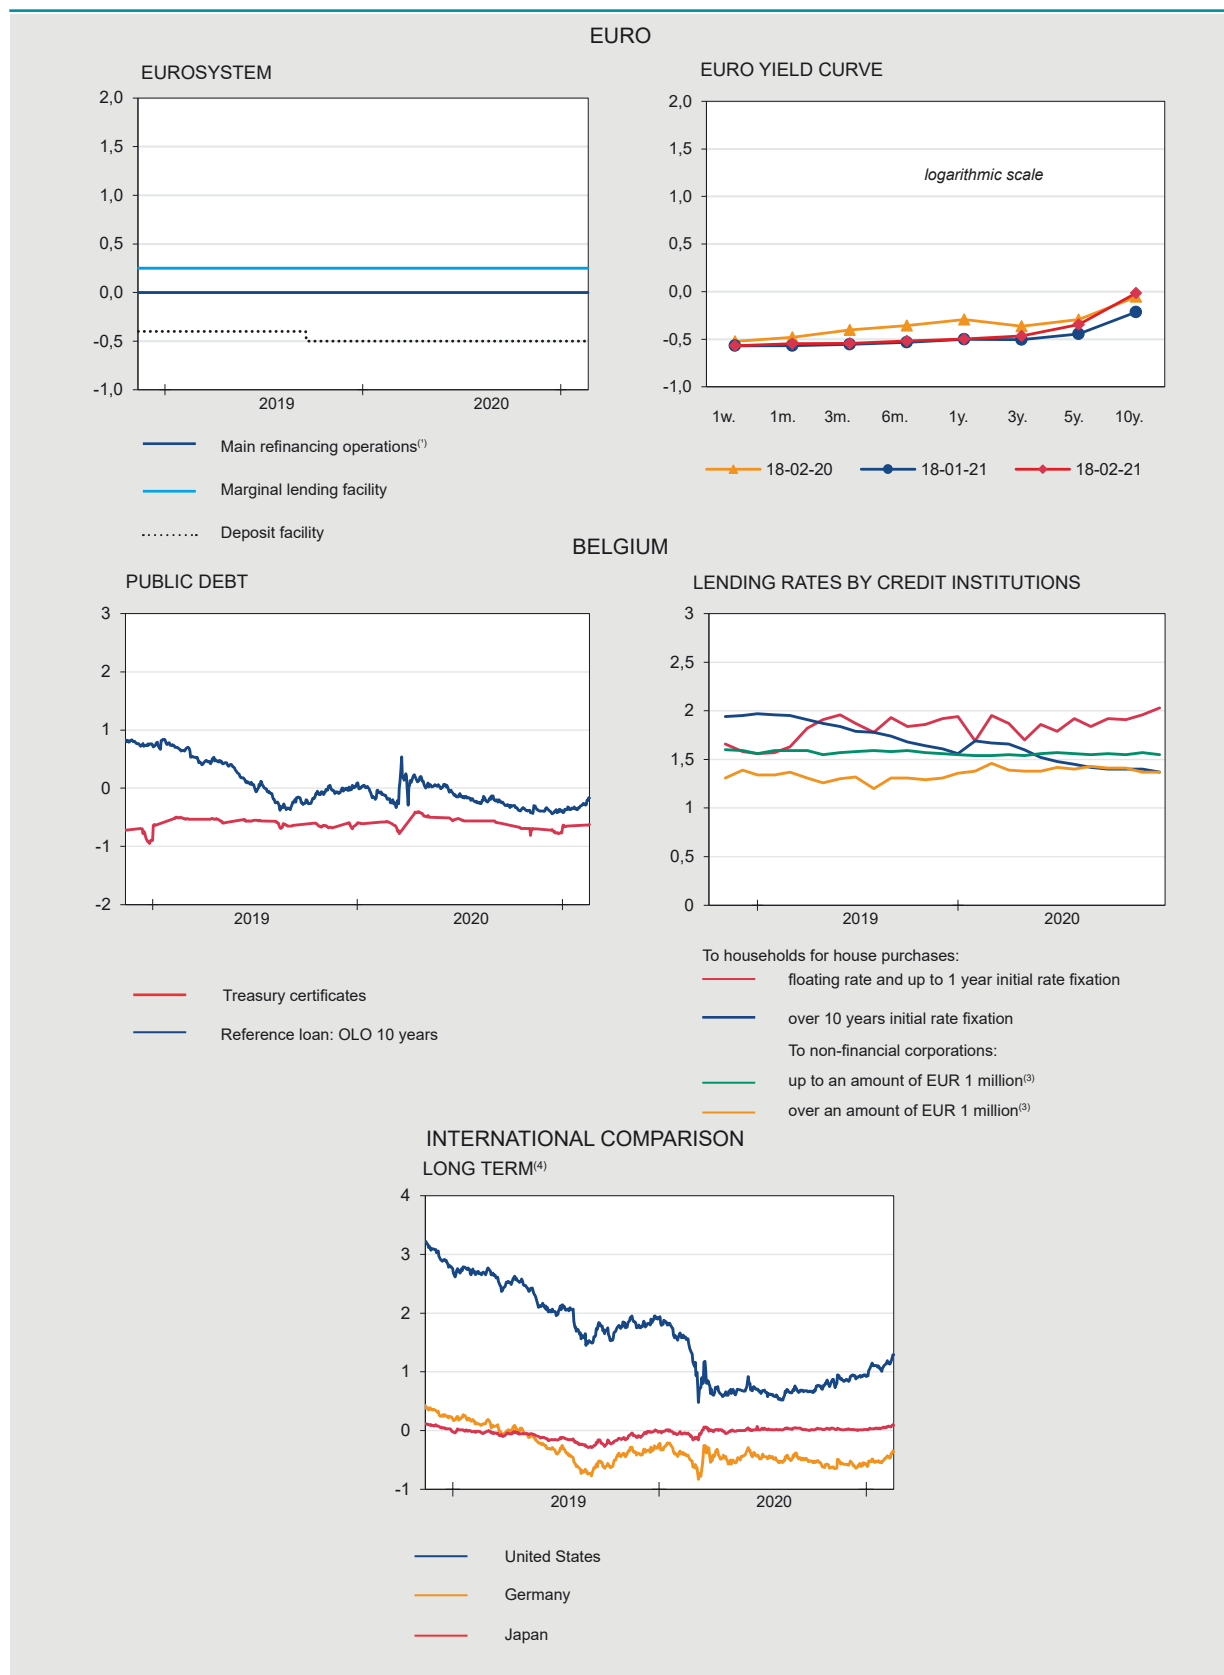 EURO
EUROSYSTEM
2,0
1,5
1,0
0,5
0,0
-0,5
-1,0
2019 2020
Main refinancing operations(¹)
Marginal lending facility
Deposit facility
EURO YIELD CURVE
2,0
1,5
1,0
0,5
0,0
-0,5
-1,0
logarithmic scale
1w. 1m. 3m. 6m. 1y. 3y. 5y. 10y.
18-02-20 18-01-21 18-02-21
BELGIUM
PUBLIC DEBT
3
2
1
0
-1
-2
2019 2020
Treasury certificates
Reference loan: OLO 10 years
LENDING RATES BY CREDIT INSTITUTIONS
3
2,5
2
1,5
1
0,5
0
2019 2020
To households for house purchases:
floating rate and up to 1 year initial rate fixation
over 10 years initial rate fixation
To non-financial corporations:
up to an amount of EUR 1 million(3)
over an amount of EUR 1 million(3)
INTERNATIONAL COMPARISON
LONG TERM(4)
4
3
2
1
0
-1
2019 2020
United States
Germany
Japan